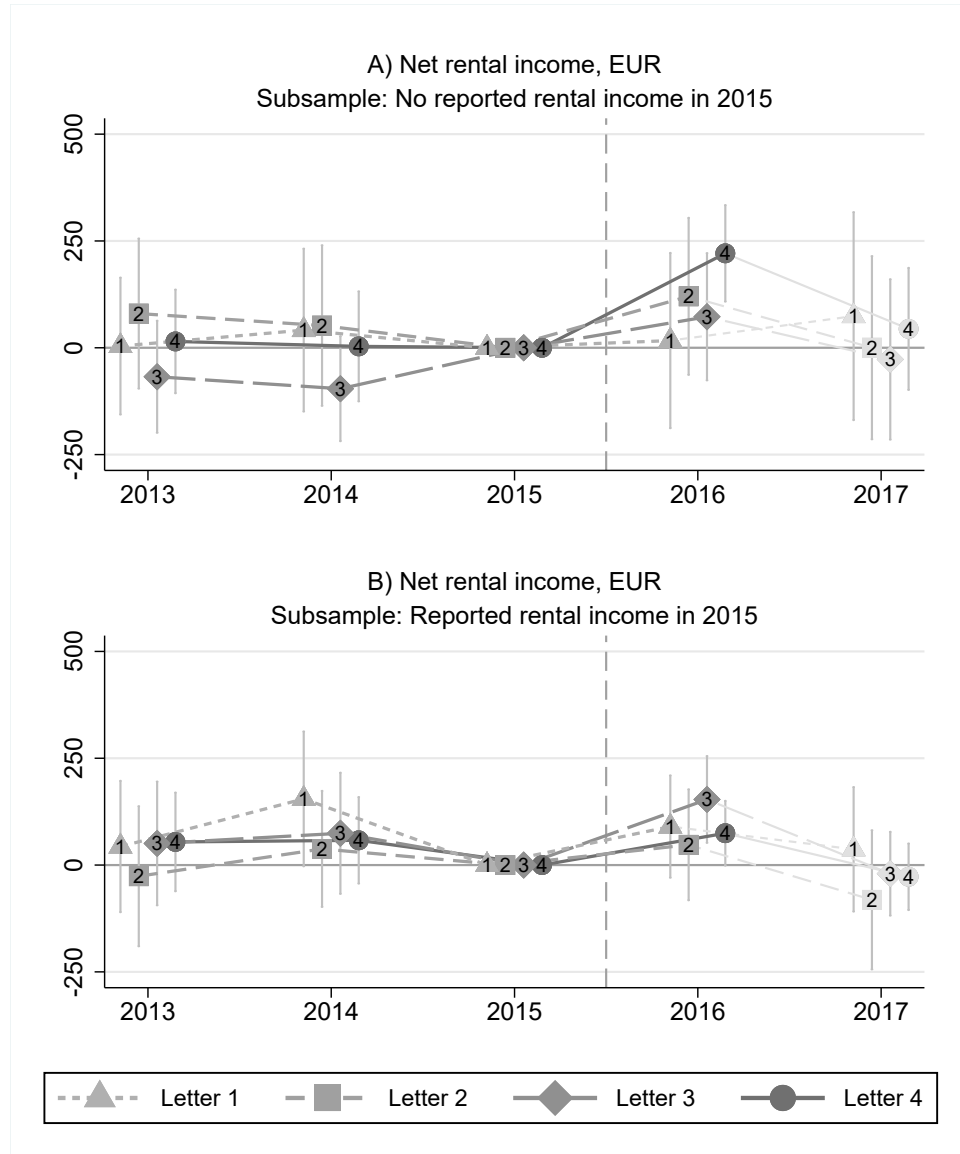 A) Net rental income, EUR
Subsample: No reported rental income in 2015
500
250
0
-250
1 2 3 4
1 2 3 4
1 2 3 4
1 2 3 4
1 2 3 4
2013 2014 2015 2016 2017
B) Net rental income, EUR
Subsample: Reported rental income in 2015
500
250
0
-250
1 2 3 4
1 2 3 4
1 2 3 4
1 2 3 4
1 2 3 4
2013 2014 2015 2016 2017
Letter 1 Letter 2 Letter 3 Letter 4